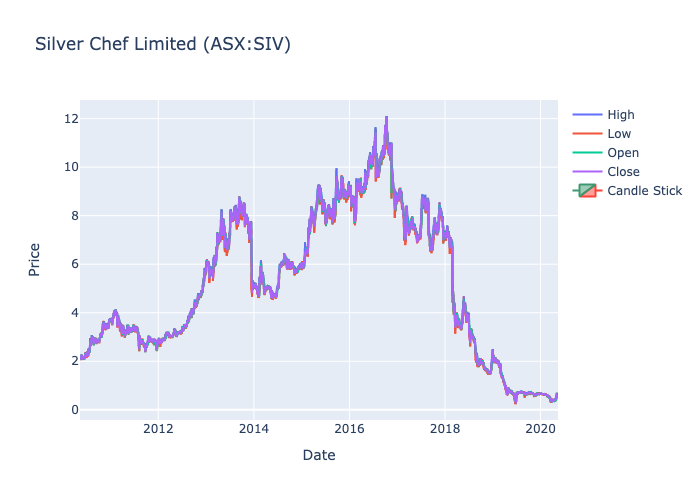 Silver Chef Limited (ASX:SIV)
12
10
8
6
4
2
0
Price
2012
2014
2016
2018
2020
Date
High
Low
Open
Close
Candle Stick